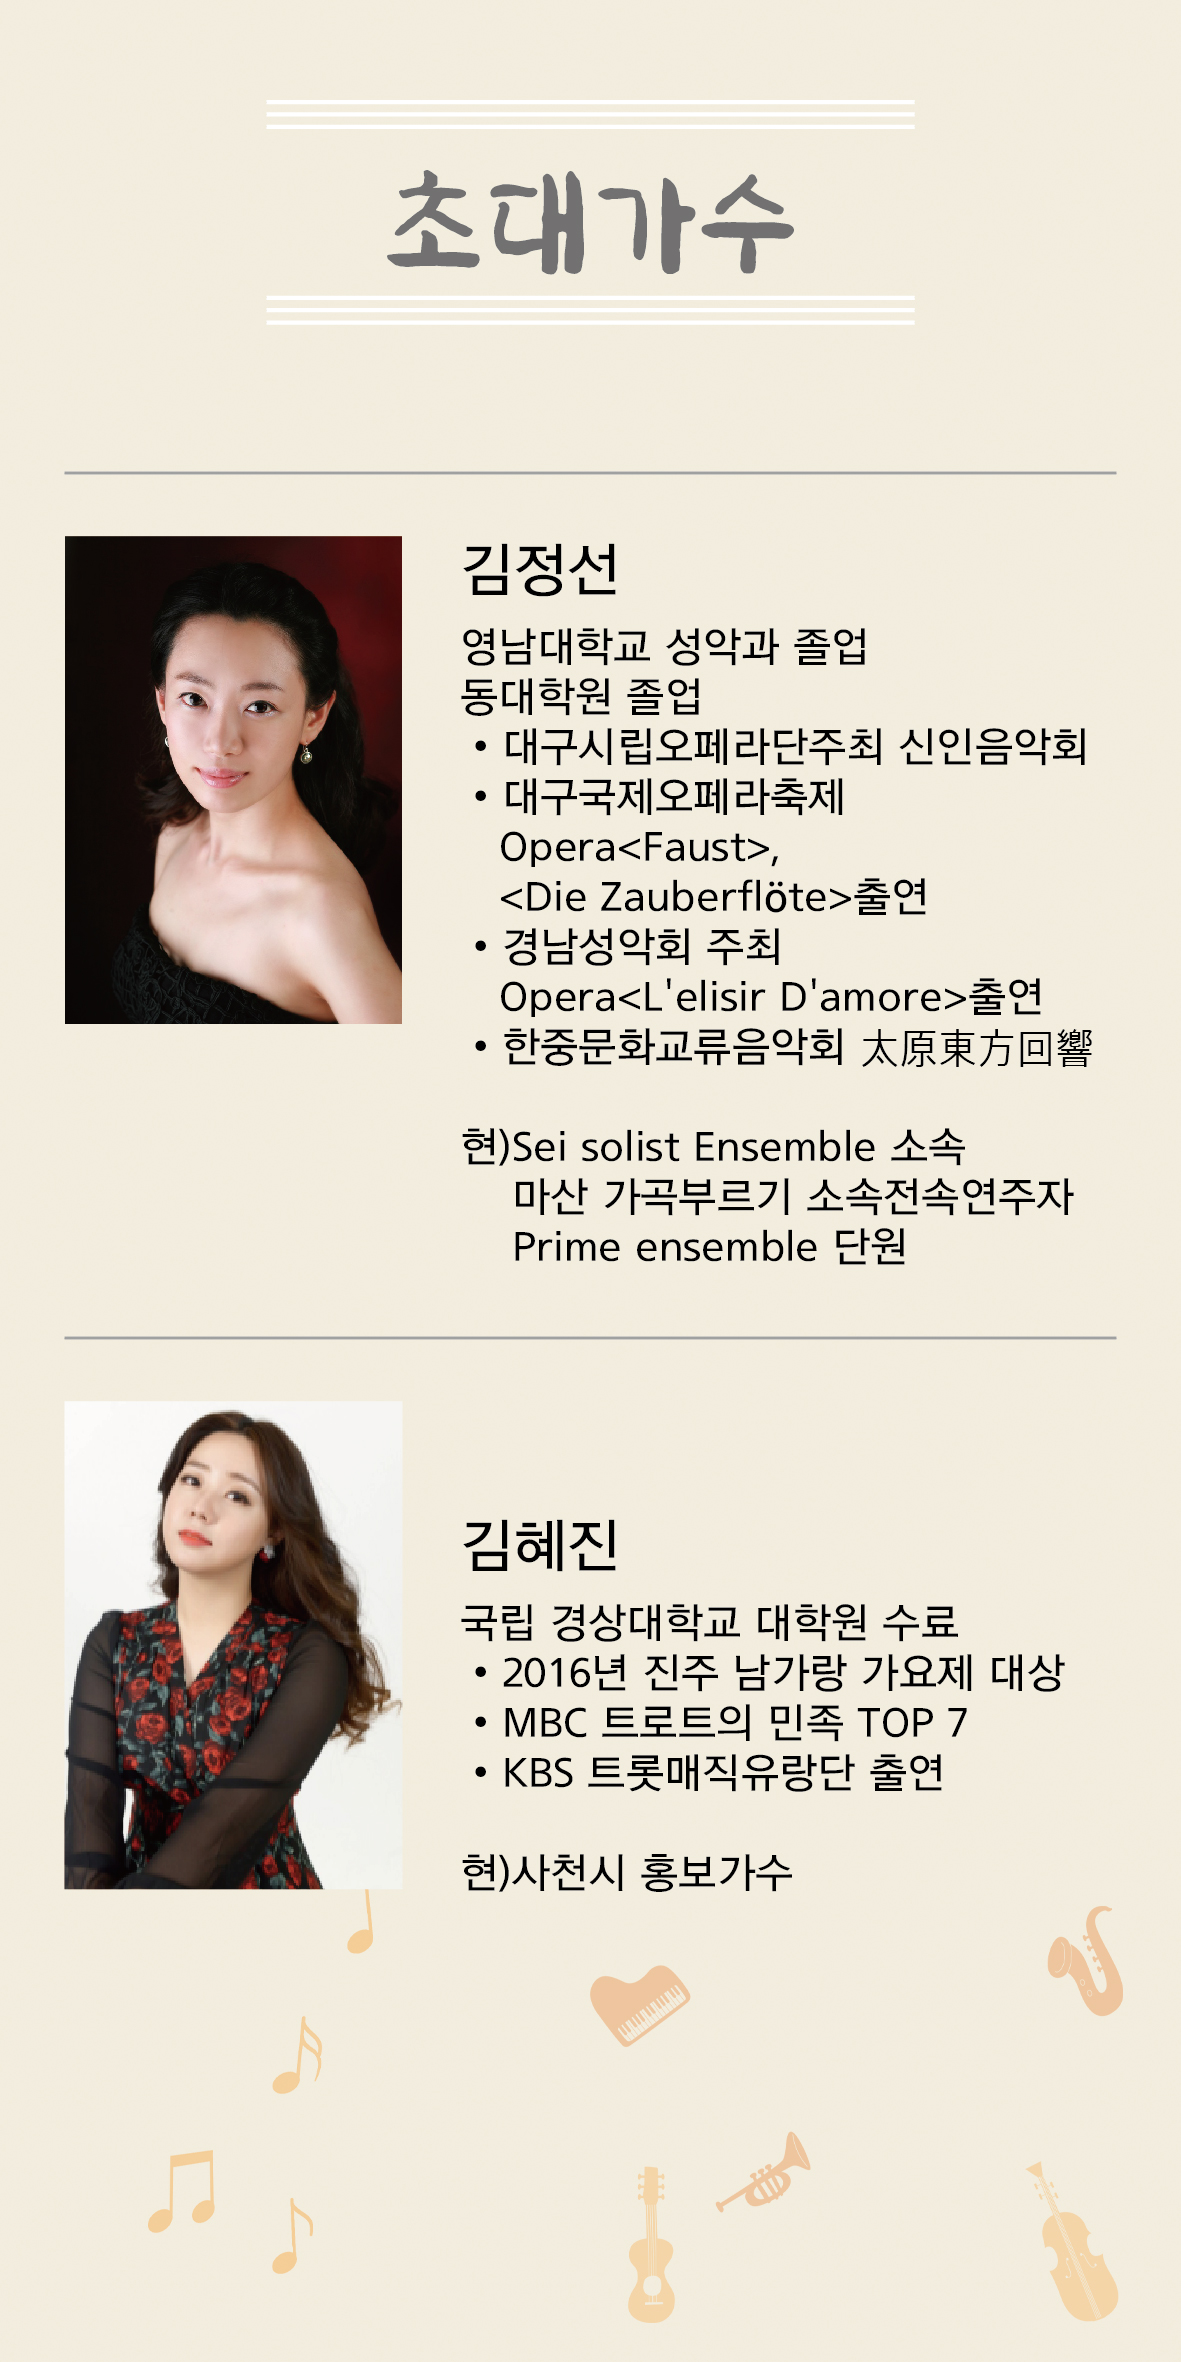 초대가수
김정선
영남대학교 성악과 졸업
동대학원 졸업
• 대구시립오페라단주최 신인음악회
• 대구국제오페라축제
Opera<Faust>,
<Die Zauberflöte>출연
• 경남성악회 주최
Opera<L'elisir D'amore>출연
• 한중문화교류음악회 太原東方回響
현)Sei solist Ensemble 소속
마산 가곡부르기 소속전속연주자
Prime ensemble 단원
김혜진
국립 경상대학교 대학원 수료
• 2016년 진주 남가랑 가요제 대상
• MBC 트로트의 민족 TOP 7
• KBS 트롯매직유랑단 출연
현)사천시 홍보가수